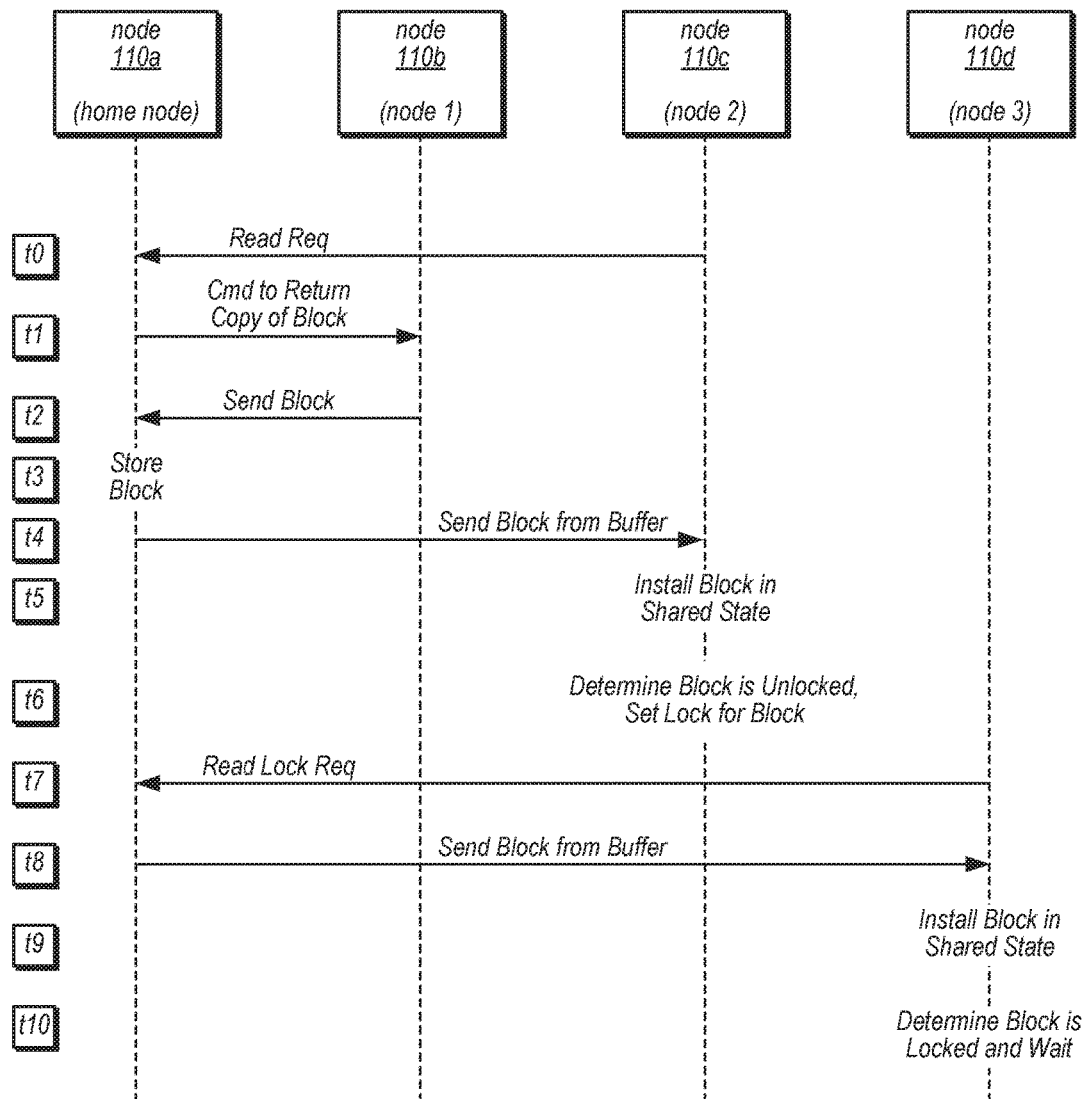 node
110a
(home node)
node
110b
(node 1)
node
110c
(node 2)
node
110d
(node 3)
t0
Read Req
t1
Cmd to Return
Copy of Block
t2
Send Block
t3
Store
Block
t4
Send Block from Buffer
t5
Install Block in
Shared State
t6
Determine Block is Unlocked,
Set Lock for Block
t7
Read Lock Req
t8
Send Block from Buffer
t9
Install Block in
Shared State
t10
Determine Block is
Locked and Wait